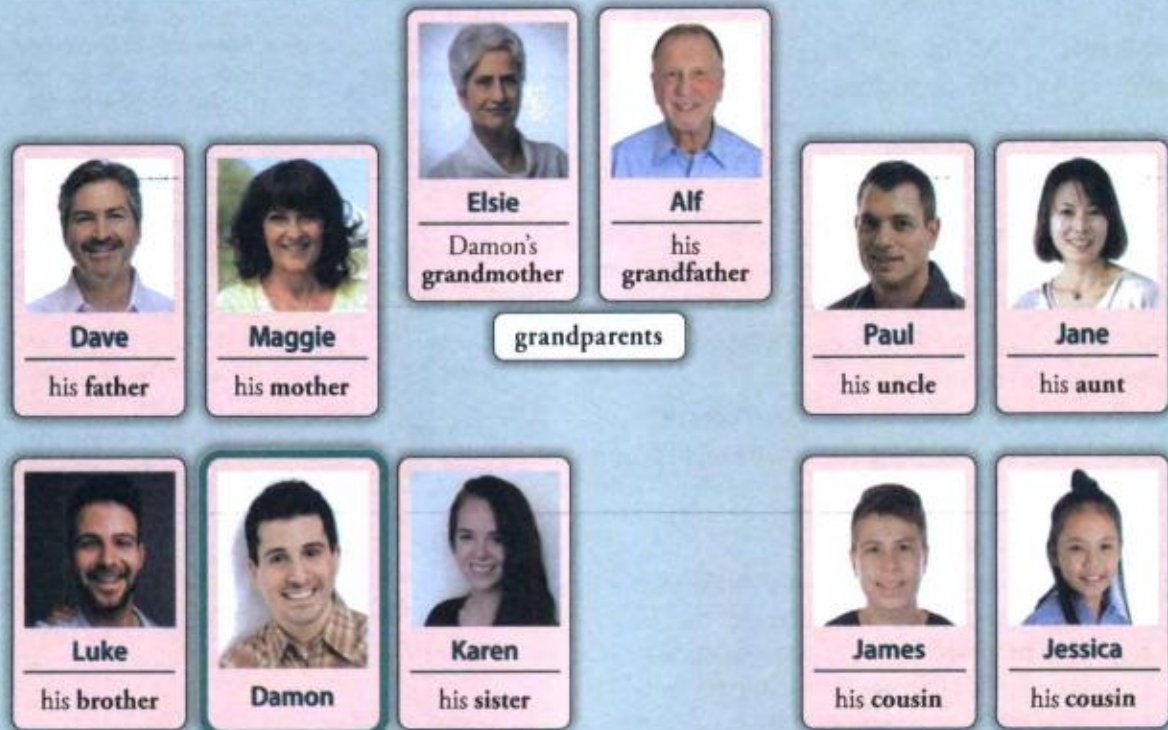 Elsie
Damon's
grandmother
Alf
his
grandfather
grandparents
Dave
his father
Maggie
his mother
Paul
his uncle
Jane
his aunt
Luke
his brother
Damon
Karen
his sister
James
his cousin
Jessica
his cousin